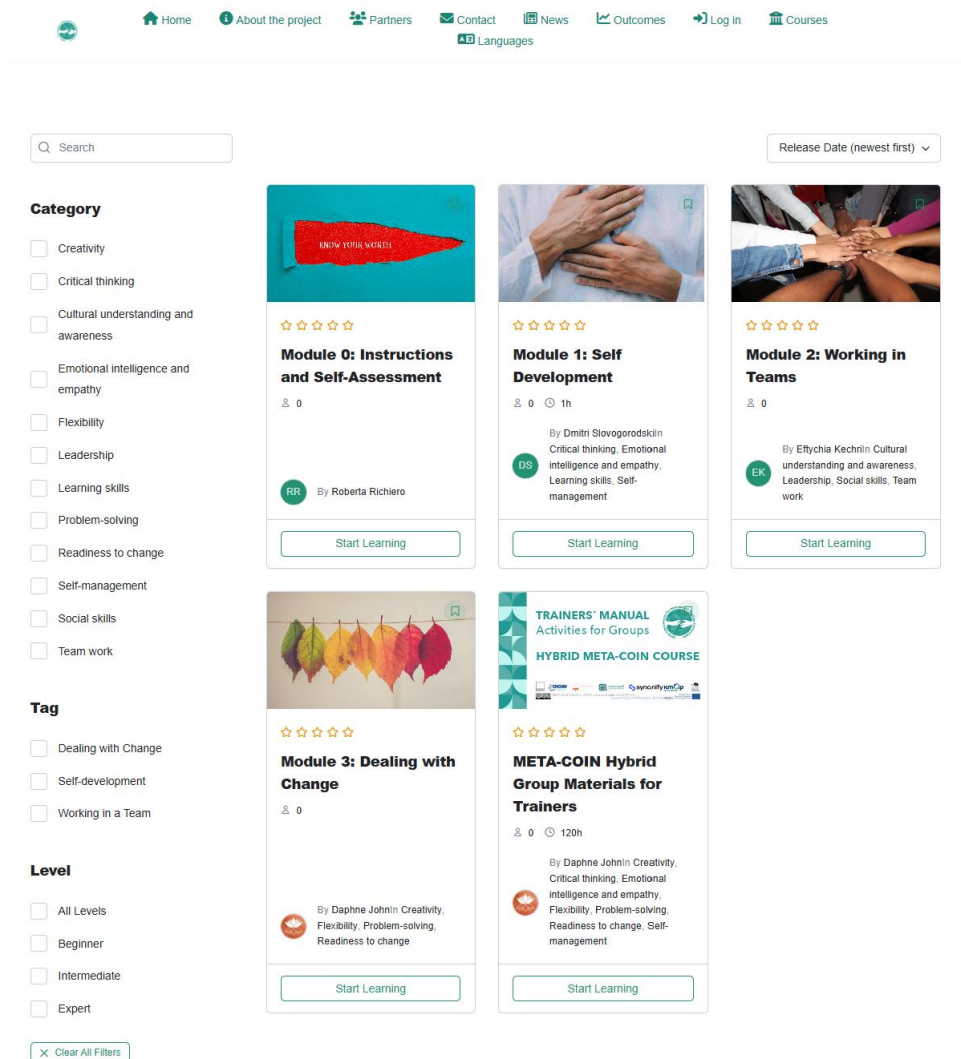 Home
About the project
Partners
Contact
News
Outcomes
Log in
Courses
Languages
Search
Release Date (newest first)
Category
Creativity
Critical thinking
Cultural understanding and
awareness
Emotional intelligence and
empathy
Flexibility
Leadership
Learning skills
Problem-solving
Readiness to change
Self-management
Social skills
Team work
Tag
Dealing with Change
Self-development
Working in a Team
Level
All Levels
Beginner
Intermediate
Expert
Clear All Filters
KNOW YOUR WORTH
Module 0: Instructions
and Self-Assessment
0
RR
By Roberta Richiero
Start Learning
Module 1: Self
Development
0 1h
DS
By Dmitri SlovogorodskiIn
Critical thinking, Emotional
intelligence and empathy,
Learning skills, Self-
management
Start Learning
Module 2: Working in
Teams
0
EK
By Eftychia KechriIn Cultural
understanding and awareness,
Leadership, Social skills, Team
work
Start Learning
Module 3: Dealing with
Change
0
By Daphne JohnIn Creativity,
Flexibility, Problem-solving,
Readiness to change
Start Learning
TRAINERS´ MANUAL
Activities for Groups
HYBRID META-COIN COURSE
META-COIN Hybrid
Group Materials for
Trainers
0 120h
By Daphne JohnIn Creativity,
Critical thinking, Emotional
intelligence and empathy,
Flexibility, Problem-solving,
Readiness to change, Self-
management
Start Learning